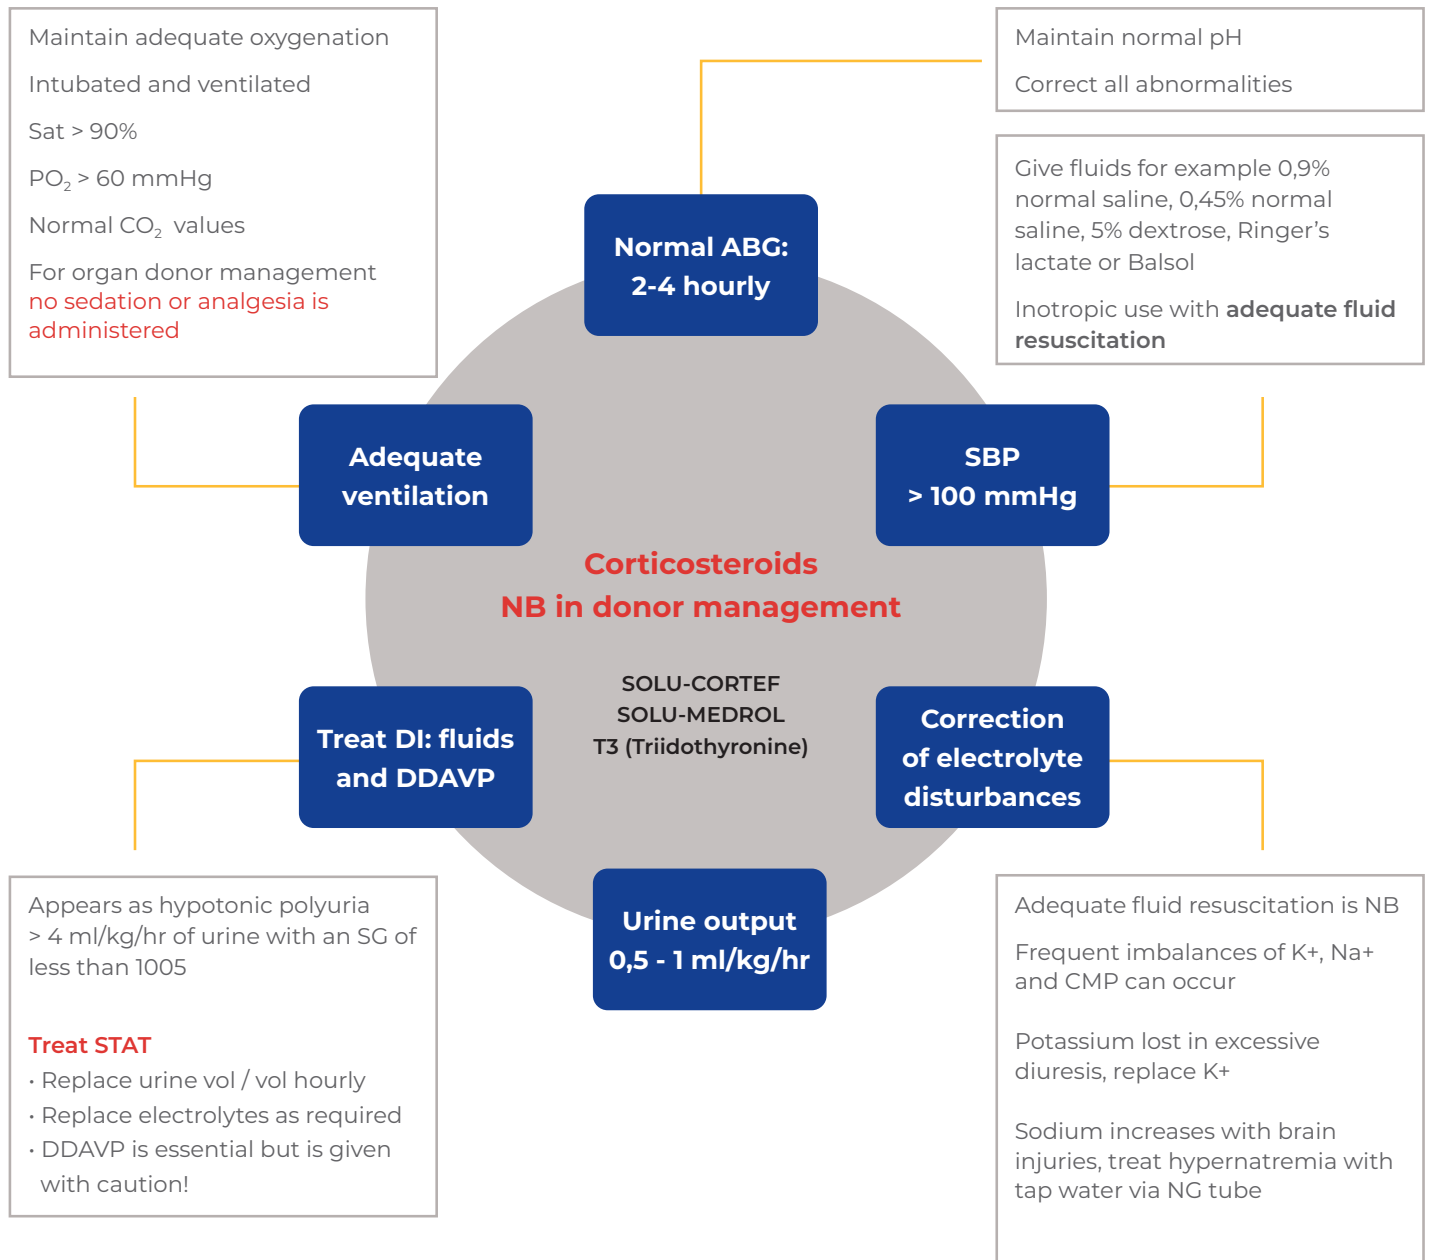 Maintain adequate oxygenation
Intubated and ventilated
Sat > 90%
PO₂ > 60 mmHg
Normal CO₂ values
For organ donor management
no sedation or analgesia is
administered
Maintain normal pH
Correct all abnormalities
Give fluids for example 0,9%
normal saline, 0,45% normal
saline, 5% dextrose, Ringer’s
lactate or Balsol
Inotropic use with adequate fluid
resuscitation
Normal ABG:
2-4 hourly
Adequate
ventilation
SBP
> 100 mmHg
Corticosteroids
NB in donor management
SOLU-CORTEF
SOLU-MEDROL
T3 (Triidothyronine)
Treat DI: fluids
and DDAVP
Correction
of electrolyte
disturbances
Urine output
0,5 - 1 ml/kg/hr
Appears as hypotonic polyuria
> 4 ml/kg/hr of urine with an SG of
less than 1005
Treat STAT
· Replace urine vol / vol hourly
· Replace electrolytes as required
· DDAVP is essential but is given
with caution!
Adequate fluid resuscitation is NB
Frequent imbalances of K+, Na+
and CMP can occur
Potassium lost in excessive
diuresis, replace K+
Sodium increases with brain
injuries, treat hypernatremia with
tap water via NG tube